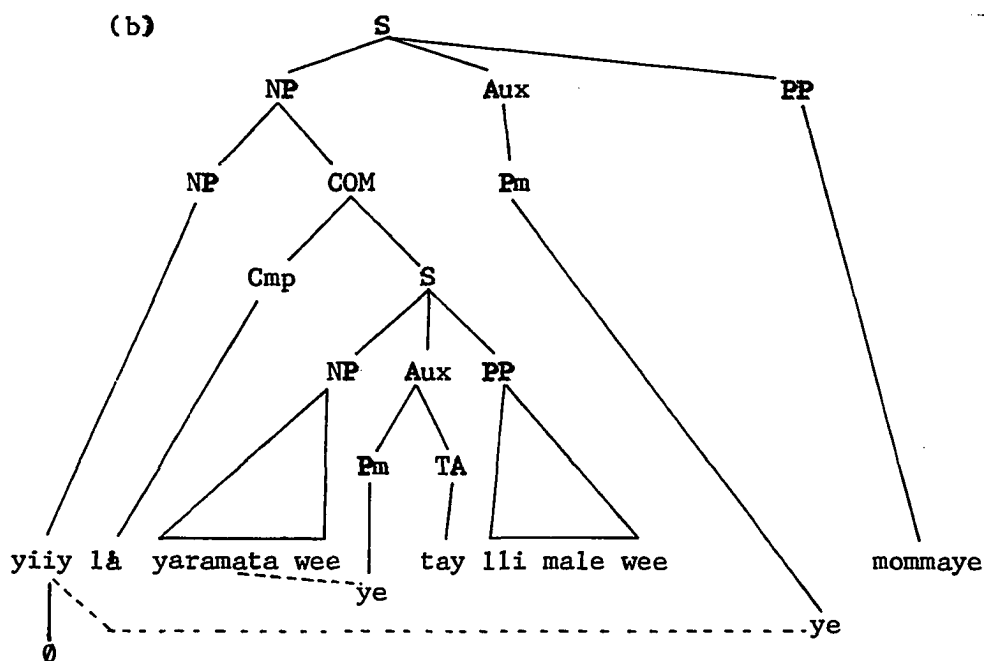 (b)
S
NP Aux PP
NP COM Pm
Cmp S
NP Aux PP
Pm TA
yiiy lå yaramata wee tay lli male wee mommaye
ye
ye
∅